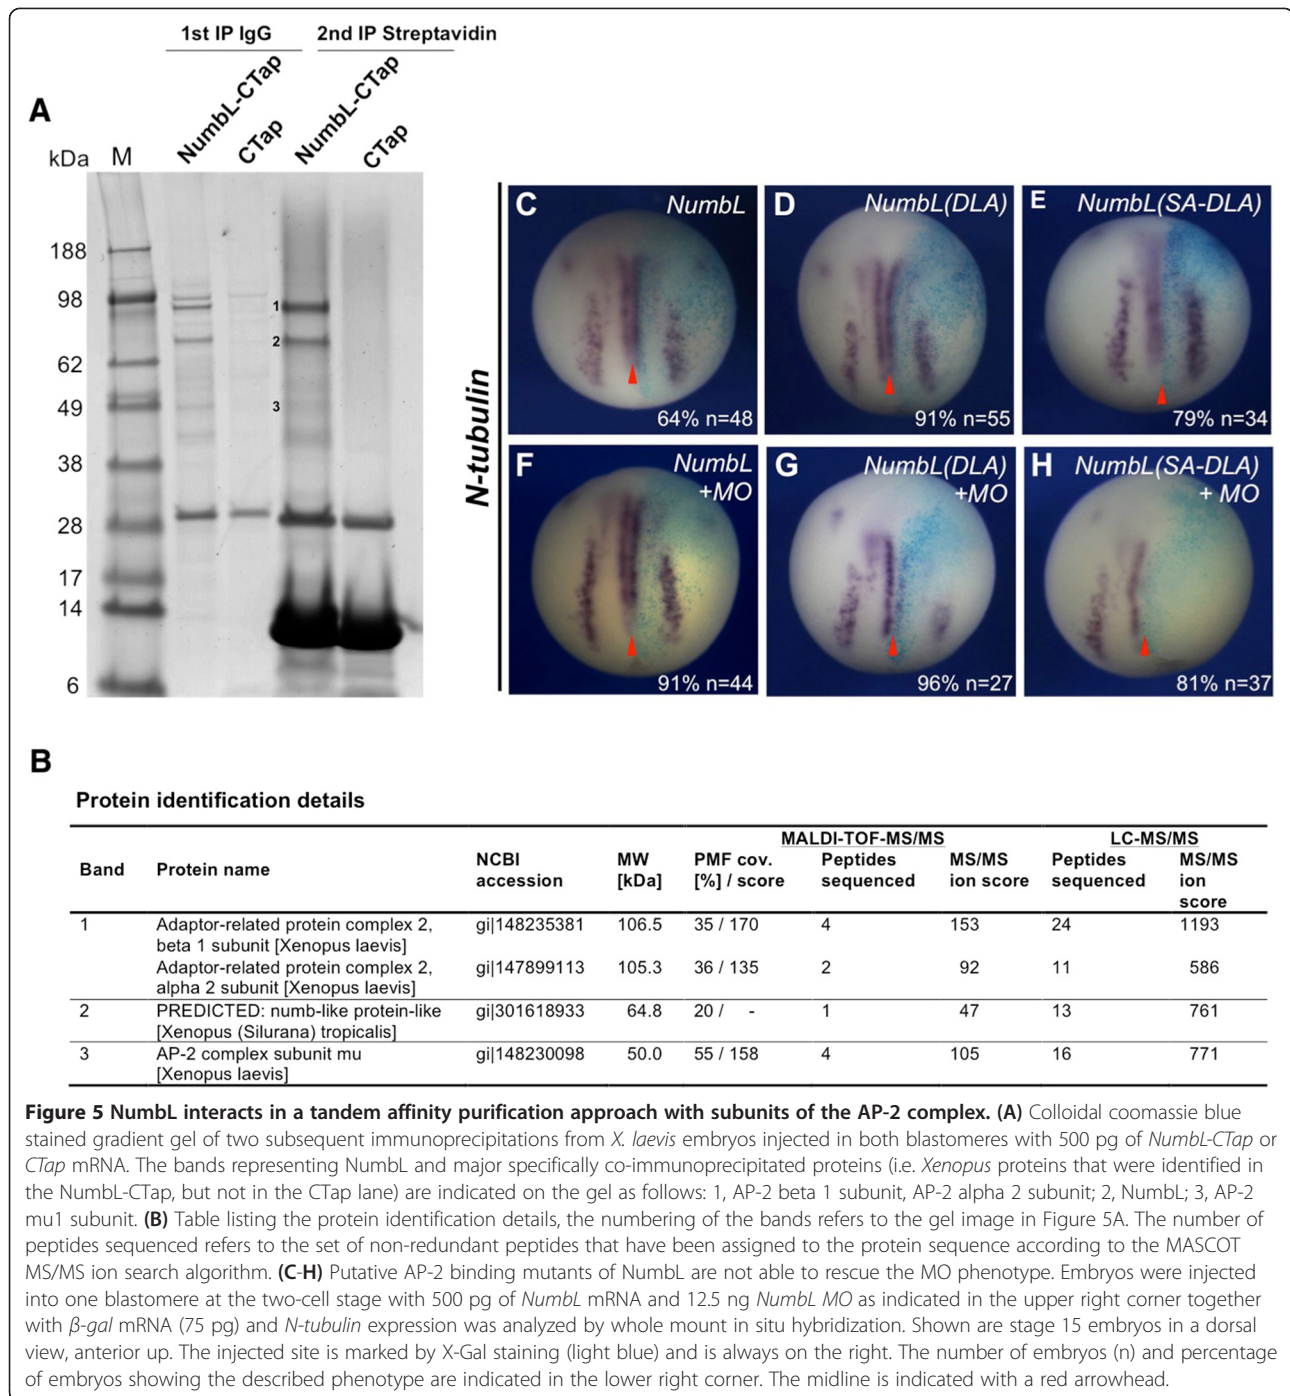 1st IP IgG
2nd IP Streptavidin
A
kDa
M
NumbL-CTap
CTap
NumbL-CTap
CTap
188
98
62
49
38
28
17
14
6
1
2
3
N-tubulin
C NumbL
64% n=48
D NumbL(DLA)
91% n=55
E NumbL(SA-DLA)
79% n=34
F NumbL
+MO
91% n=44
G NumbL(DLA)
+MO
96% n=27
H NumbL(SA-DLA)
+ MO
81% n=37
B
Protein identification details
MALDI-TOF-MS/MS LC-MS/MS
Band Protein name NCBI accession MW [kDa] PMF cov. [%] / score Peptides sequenced MS/MS ion score Peptides sequenced MS/MS ion score
1 Adaptor-related protein complex 2, gi|148235381 106.5 35 / 170 4 153 24 1193
beta 1 subunit [Xenopus laevis]
Adaptor-related protein complex 2, gi|147899113 105.3 36 / 135 2 92 11 586
alpha 2 subunit [Xenopus laevis]
2 PREDICTED: numb-like protein-like gi|301618933 64.8 20 / - 1 47 13 761
[Xenopus (Silurana) tropicalis]
3 AP-2 complex subunit mu gi|148230098 50.0 55 / 158 4 105 16 771
[Xenopus laevis]
Figure 5 NumbL interacts in a tandem affinity purification approach with subunits of the AP-2 complex. (A) Colloidal coomassie blue
stained gradient gel of two subsequent immunoprecipitations from X. laevis embryos injected in both blastomeres with 500 pg of NumbL-CTap or
CTap mRNA. The bands representing NumbL and major specifically co-immunoprecipitated proteins (i.e. Xenopus proteins that were identified in
the NumbL-CTap, but not in the CTap lane) are indicated on the gel as follows: 1, AP-2 beta 1 subunit, AP-2 alpha 2 subunit; 2, NumbL; 3, AP-2
mu1 subunit. (B) Table listing the protein identification details, the numbering of the bands refers to the gel image in Figure 5A. The number of
peptides sequenced refers to the set of non-redundant peptides that have been assigned to the protein sequence according to the MASCOT
MS/MS ion search algorithm. (C-H) Putative AP-2 binding mutants of NumbL are not able to rescue the MO phenotype. Embryos were injected
into one blastomere at the two-cell stage with 500 pg of NumbL mRNA and 12.5 ng NumbL MO as indicated in the upper right corner together
with β-gal mRNA (75 pg) and N-tubulin expression was analyzed by whole mount in situ hybridization. Shown are stage 15 embryos in a dorsal
view, anterior up. The injected site is marked by X-Gal staining (light blue) and is always on the right. The number of embryos (n) and percentage
of embryos showing the described phenotype are indicated in the lower right corner. The midline is indicated with a red arrowhead.